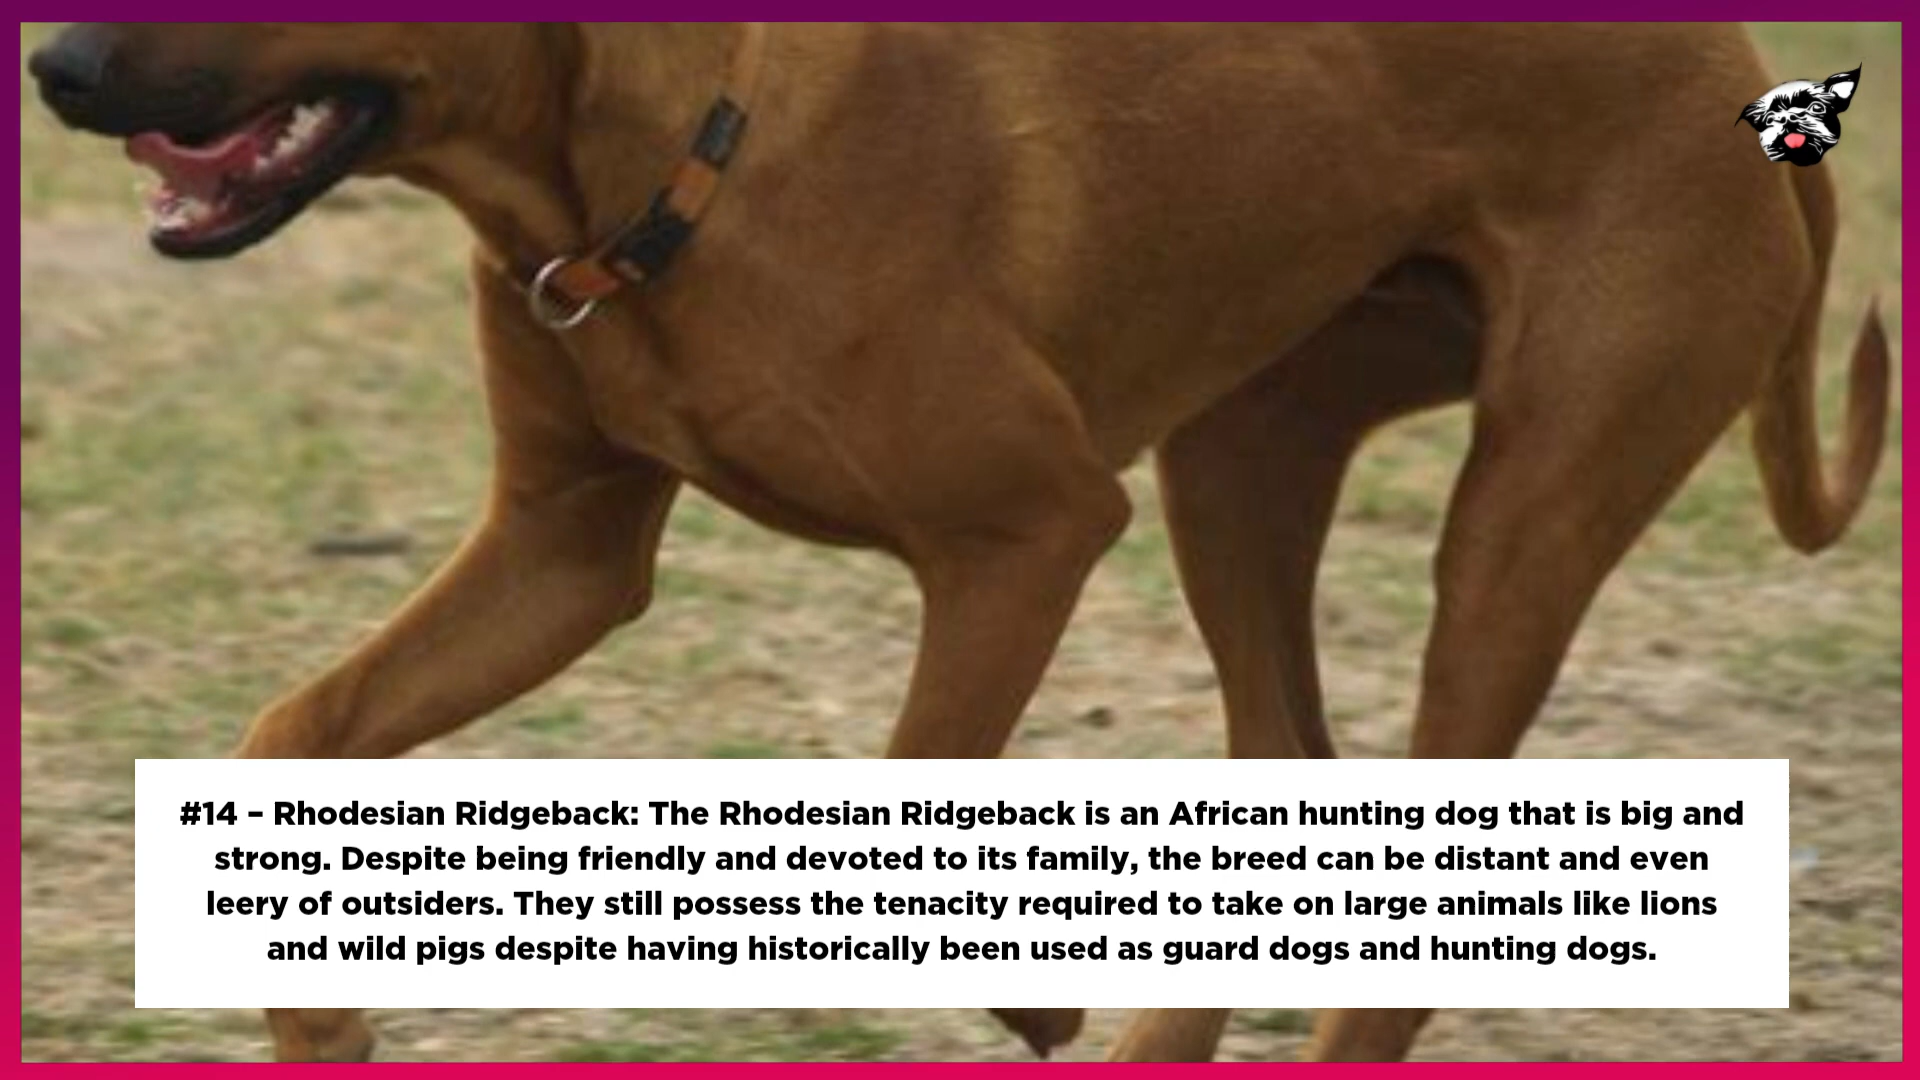 #14 – Rhodesian Ridgeback: The Rhodesian Ridgeback is an African hunting dog that is big and
strong. Despite being friendly and devoted to its family, the breed can be distant and even
leery of outsiders. They still possess the tenacity required to take on large animals like lions
and wild pigs despite having historically been used as guard dogs and hunting dogs.